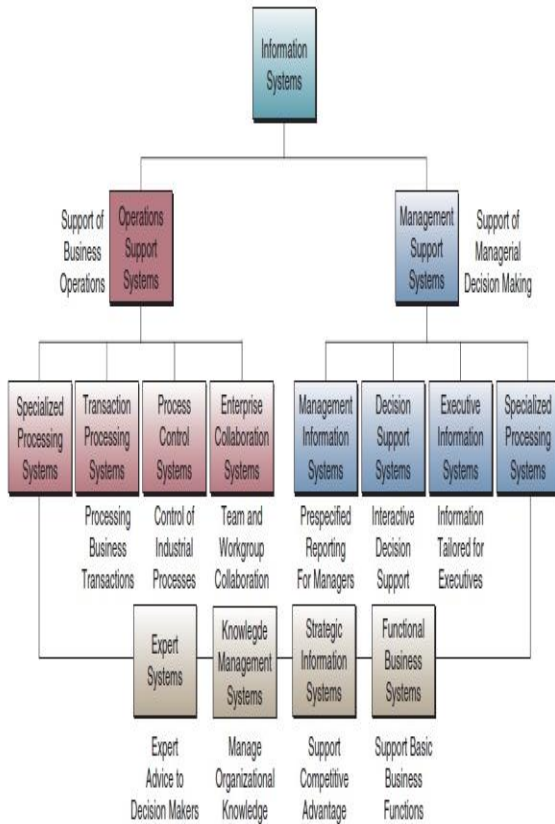 Information
Systems
Support of
Business
Operations
Operations
Support
Systems
Management
Support
Systems
Support of
Managerial
Decision Making
Specialized
Processing
Systems
Transaction
Processing
Systems
Process
Control
Systems
Enterprise
Collaboration
Systems
Management
Information
Systems
Decision
Support
Systems
Executive
Information
Systems
Specialized
Processing
Systems
Processing
Business
Transactions
Control of
Industrial
Processes
Team and
Workgroup
Collaboration
Prespecified
Reporting
For Managers
Interactive
Decision
Support
Information
Tailored for
Executives
Expert
Systems
Knowlegde
Management
Systems
Strategic
Information
Systems
Functional
Business
Systems
Expert
Advice to
Decision Makers
Manage
Organizational
Knowledge
Support
Competitive
Advantage
Support Basic
Business
Functions